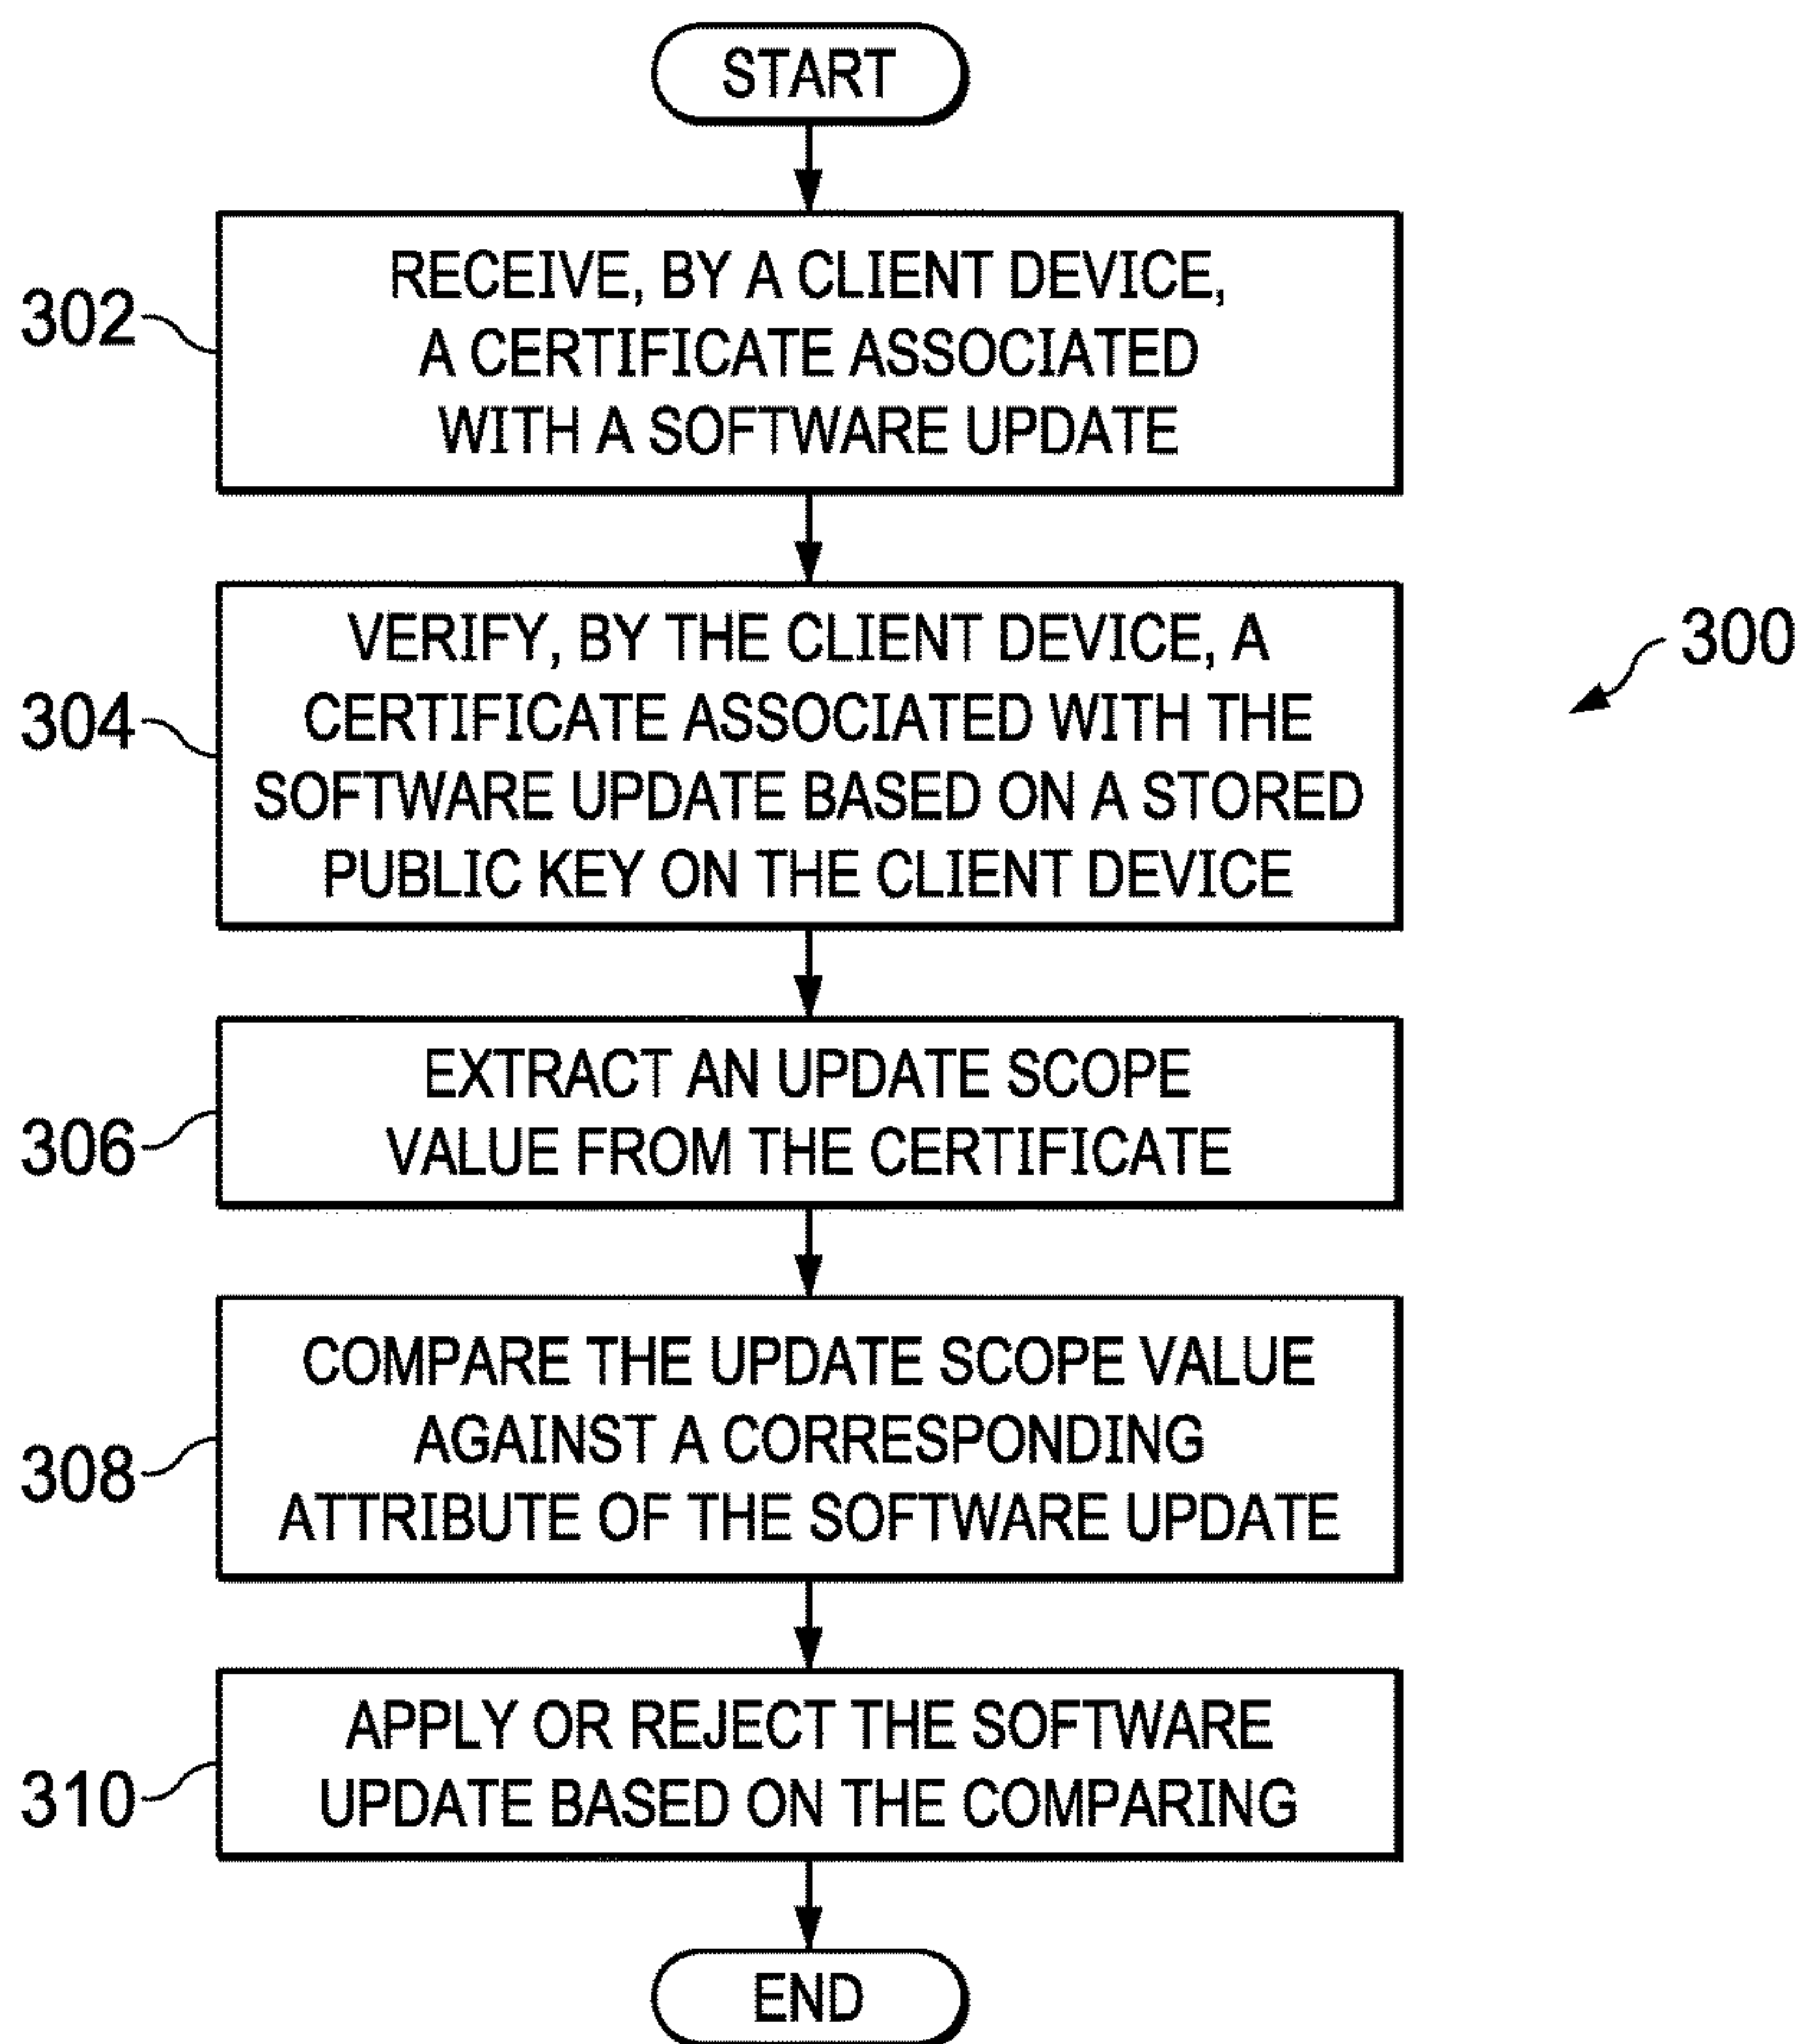 START
302
RECEIVE, BY A CLIENT DEVICE,
A CERTIFICATE ASSOCIATED
WITH A SOFTWARE UPDATE
304
VERIFY, BY THE CLIENT DEVICE, A
CERTIFICATE ASSOCIATED WITH THE
SOFTWARE UPDATE BASED ON A STORED
PUBLIC KEY ON THE CLIENT DEVICE
300
306
EXTRACT AN UPDATE SCOPE
VALUE FROM THE CERTIFICATE
308
COMPARE THE UPDATE SCOPE VALUE
AGAINST A CORRESPONDING
ATTRIBUTE OF THE SOFTWARE UPDATE
310
APPLY OR REJECT THE SOFTWARE
UPDATE BASED ON THE COMPARING
END